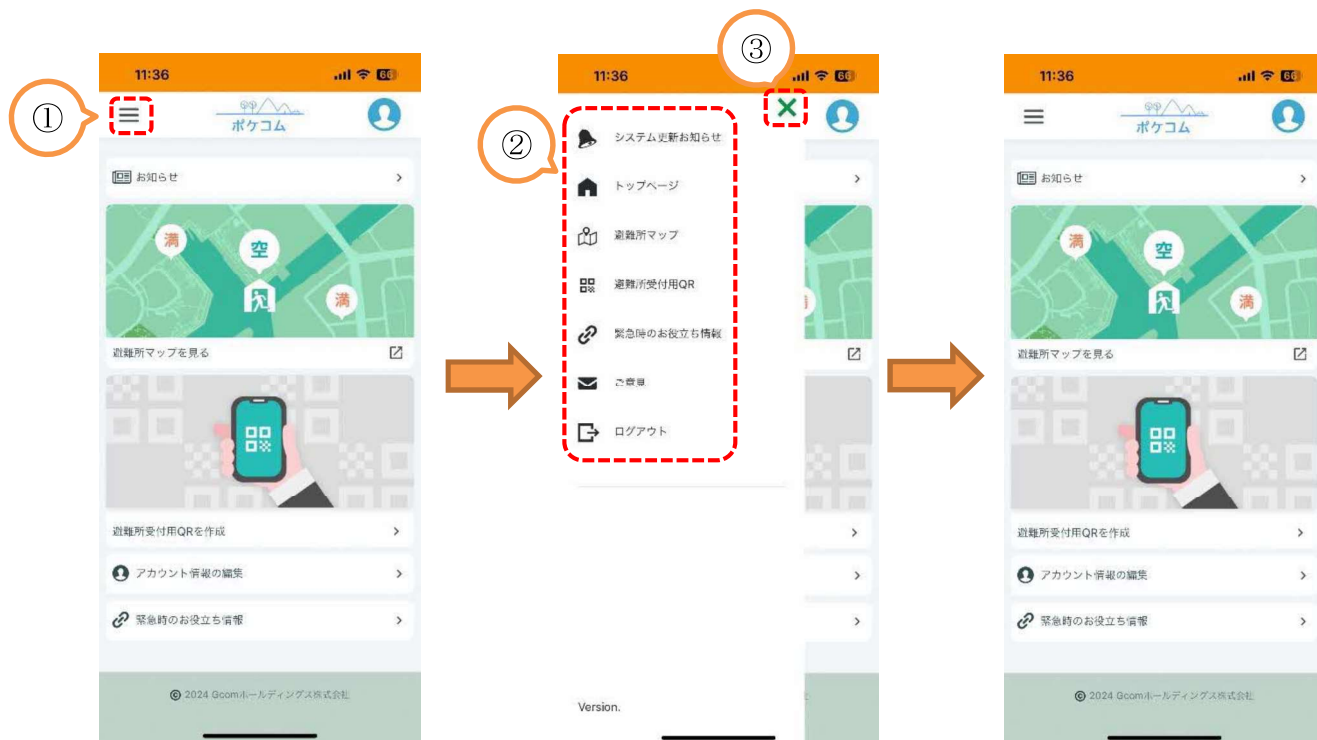 ①
11:36
66
ポケコム
お知らせ
満
空
満
避難所マップを見る
避難所受付用QRを作成
アカウント情報の編集
緊急時のお役立ち情報
© 2024 Gcomホールディングス株式会社
③
11:36
66
②
システム更新お知らせ
トップページ
避難所マップ
避難所受付用QR
緊急時のお役立ち情報
ご意見
ログアウト
Version.
11:36
66
ポケコム
お知らせ
満
空
満
避難所マップを見る
避難所受付用QRを作成
アカウント情報の編集
緊急時のお役立ち情報
© 2024 Gcomホールディングス株式会社